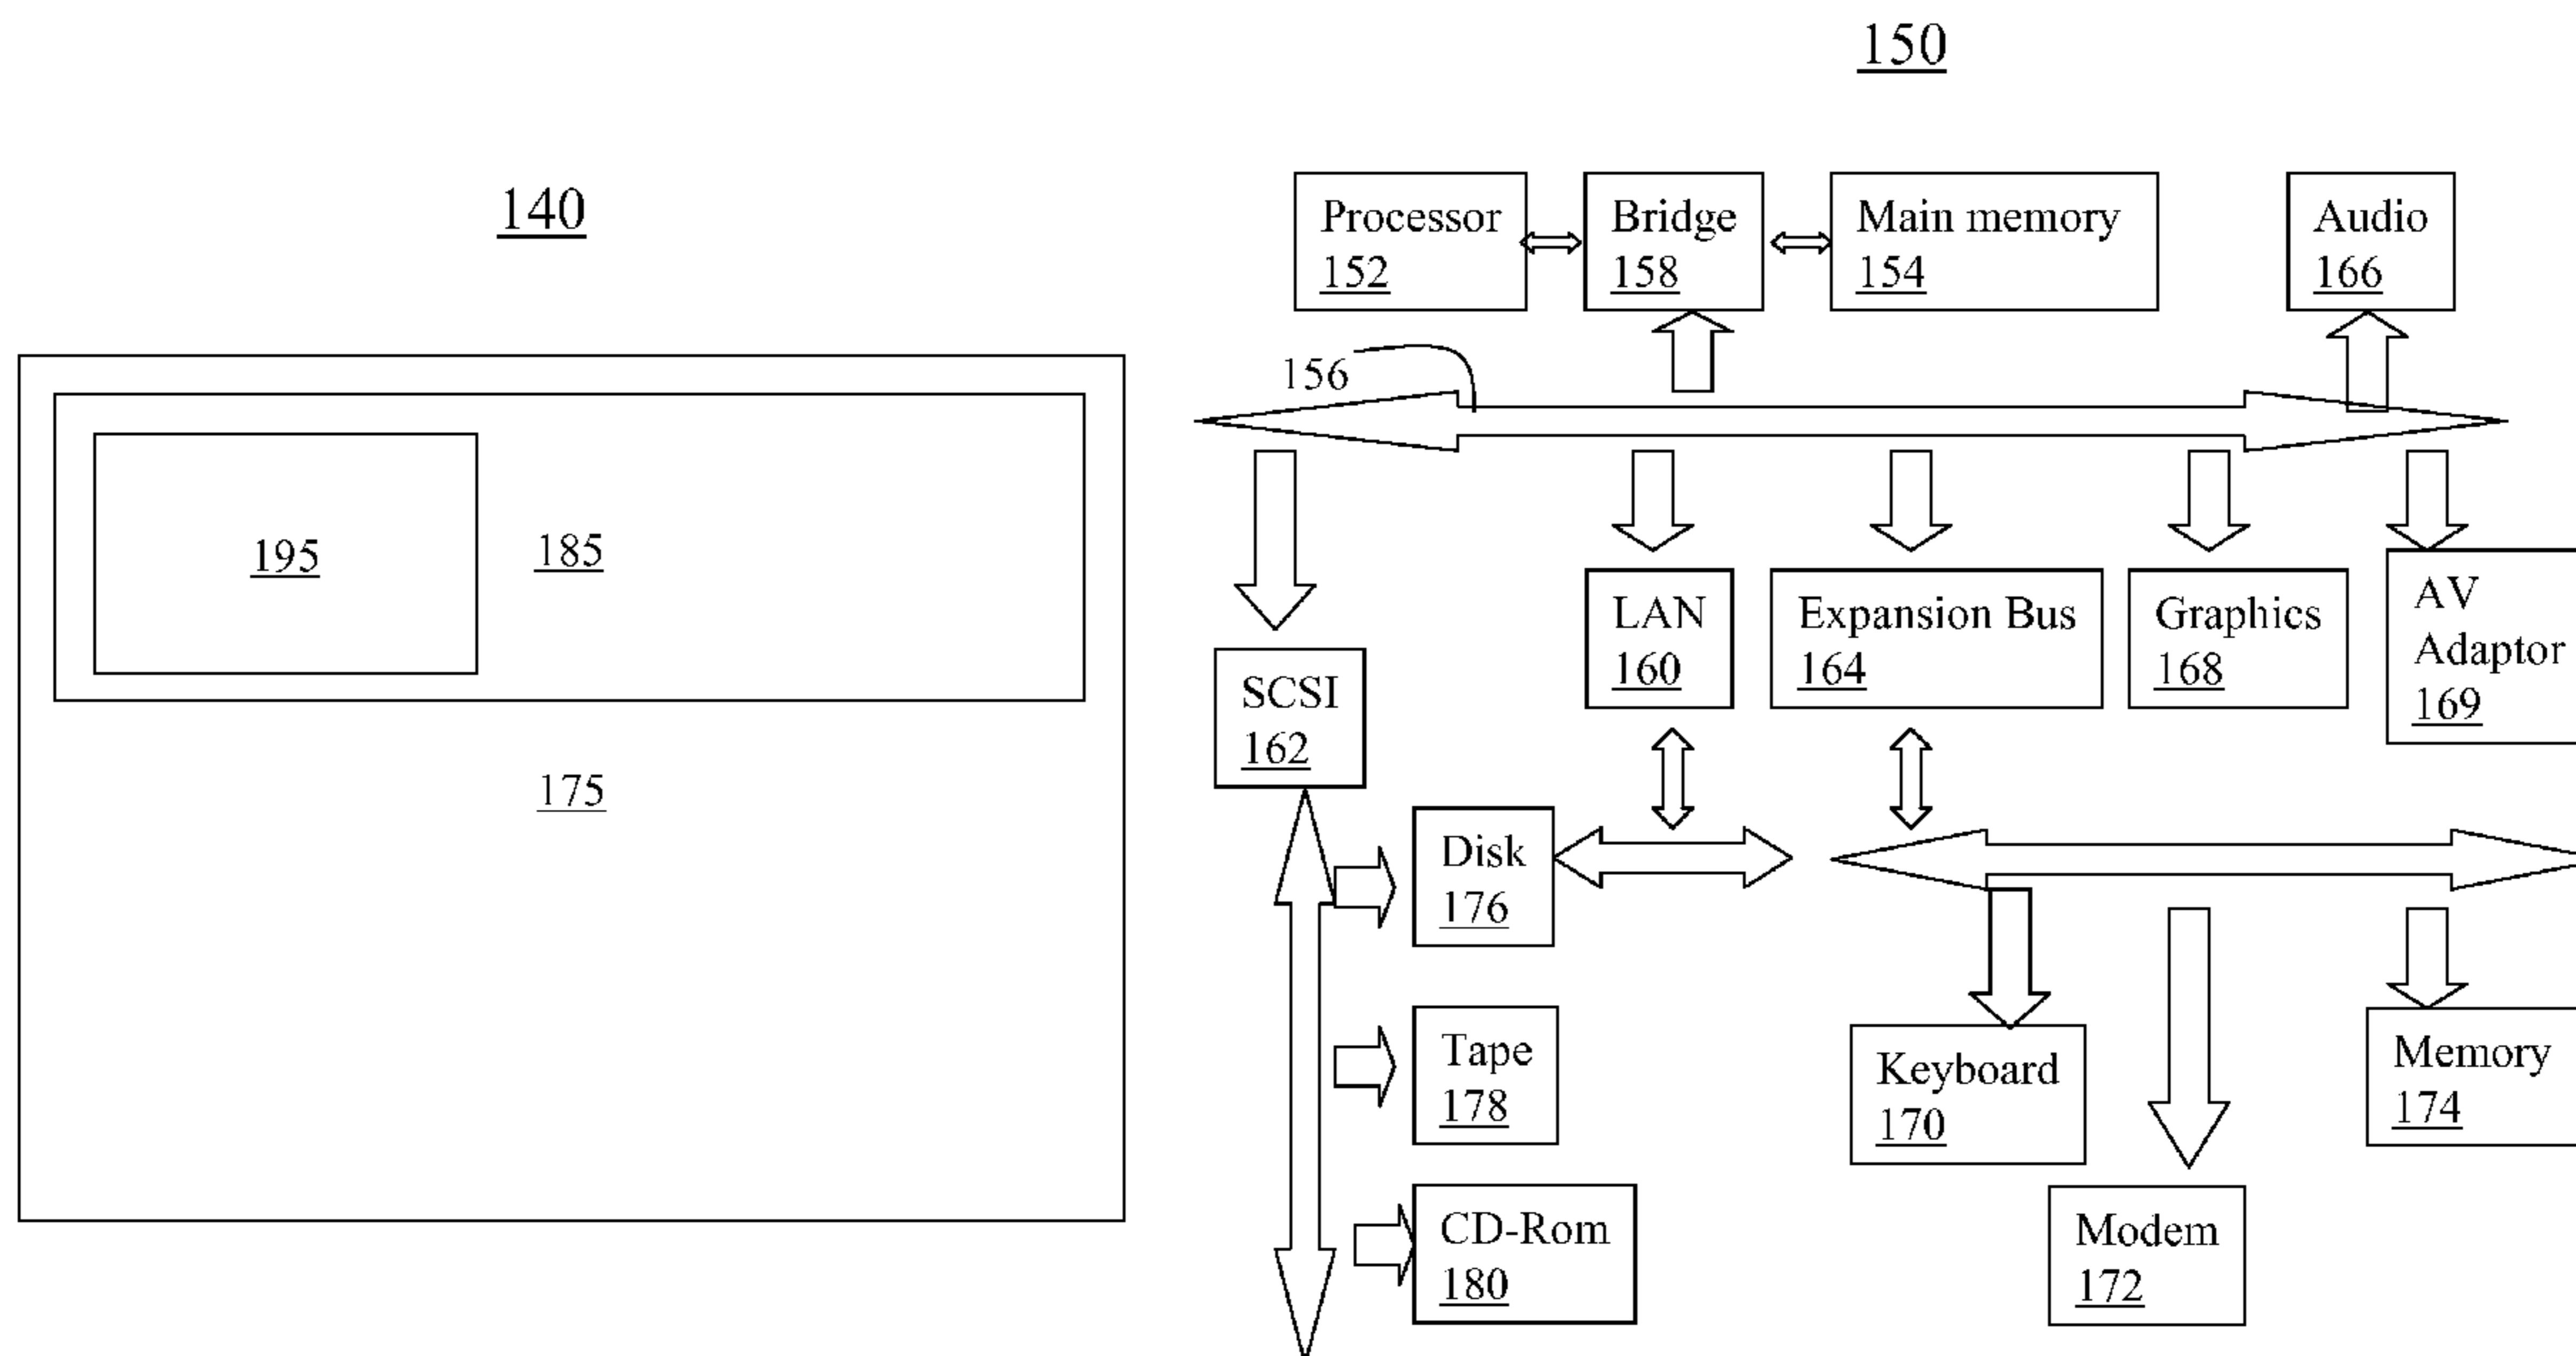 150
140
Processor
152
Bridge
158
Main memory
154
Audio
166
156
195
185
175
SCSI
162
LAN
160
Expansion Bus
164
Graphics
168
AV
Adaptor
169
Disk
176
Tape
178
CD-Rom
180
Keyboard
170
Modem
172
Memory
174